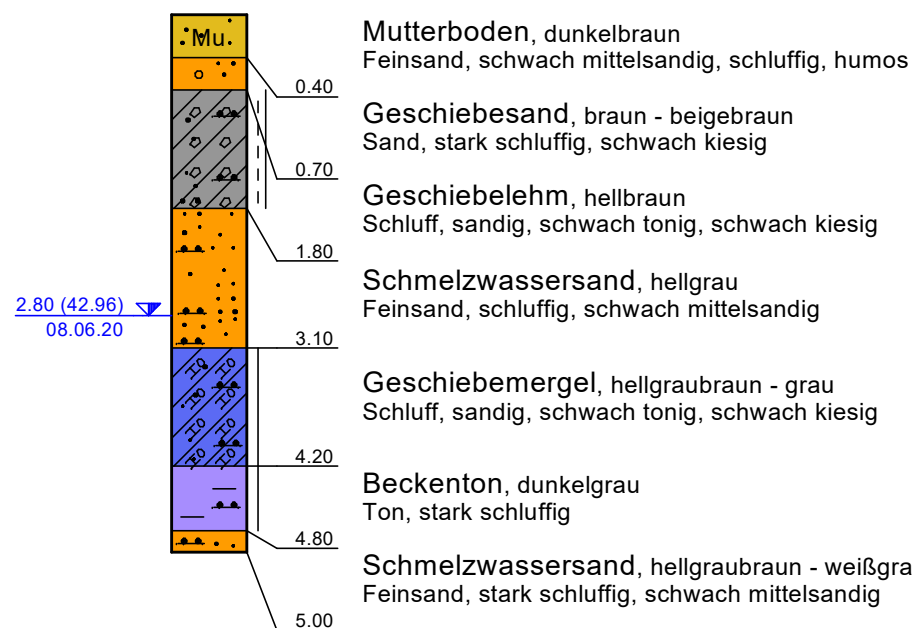 Mu
Mutterboden, dunkelbraun
Feinsand, schwach mittelsandig, schluffig, humos
0.40
Geschiebesand, braun - beigebraun
Sand, stark schluffig, schwach kiesig
0.70
Geschiebelehm, hellbraun
Schluff, sandig, schwach tonig, schwach kiesig
1.80
Schmelzwassersand, hellgrau
Feinsand, schluffig, schwach mittelsandig
2.80 (42.96)
08.06.20
3.10
Geschiebemergel, hellgraubraun - grau
Schluff, sandig, schwach tonig, schwach kiesig
4.20
Beckenton, dunkelgrau
Ton, stark schluffig
4.80
Schmelzwassersand, hellgraubraun - weißgra
Feinsand, stark schluffig, schwach mittelsandig
5.00